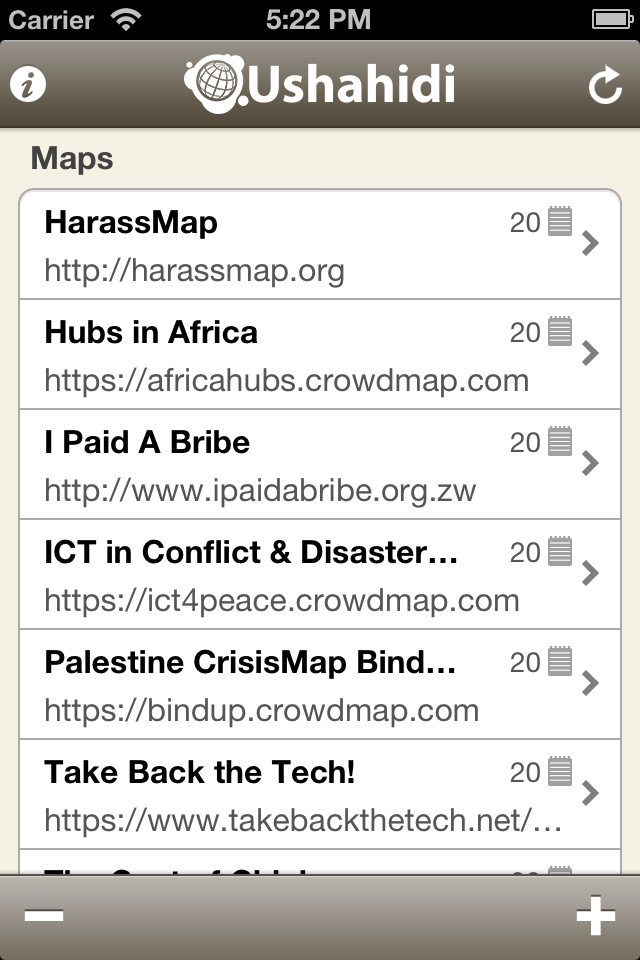 Carrier 5:22 PM
Ushahidi
Maps
HarassMap 20
http://harassmap.org
Hubs in Africa 20
https://africahubs.crowdmap.com
I Paid A Bribe 20
http://www.ipaidabribe.org.zw
ICT in Conflict & Disaster... 20
https://ict4peace.crowdmap.com
Palestine CrisisMap Bind... 20
https://bindup.crowdmap.com
Take Back the Tech! 20
https://www.takebackthetech.net/...